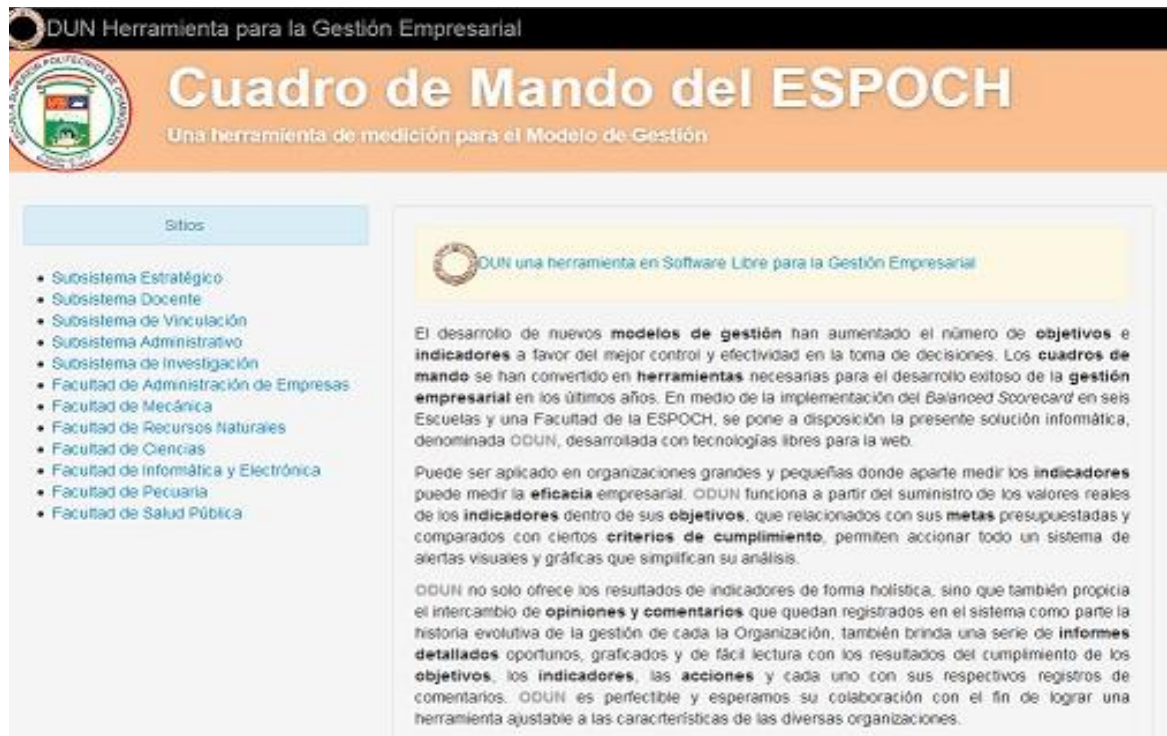 ODUN Herramienta para la Gestión Empresarial
Cuadro de Mando del ESPOCH
Una herramienta de medición para el Modelo de Gestión
Sitios
Subsistema Estratégico
Subsistema Docente
Subsistema de Vinculación
Subsistema Administrativo
Subsistema de Investigación
Facultad de Administración de Empresas
Facultad de Mecánica
Facultad de Recursos Naturales
Facultad de Ciencias
Facultad de Informática y Electrónica
Facultad de Pecuaria
Facultad de Salud Pública
ODUN una herramienta en Software Libre para la Gestión Empresarial
El desarrollo de nuevos modelos de gestión han aumentado el número de objetivos e
indicadores a favor del mejor control y efectividad en la toma de decisiones. Los cuadros de
mando se han convertido en herramientas necesarias para el desarrollo exitoso de la gestión
empresarial en los últimos años. En medio de la implementación del Balanced Scorecard en seis
Escuelas y una Facultad de la ESPOCH, se pone a disposición la presente solución informática,
denominada ODUN, desarrollada con tecnologías libres para la web.
Puede ser aplicado en organizaciones grandes y pequeñas donde aparte medir los indicadores
puede medir la eficacia empresarial. ODUN funciona a partir del suministro de los valores reales
de los indicadores dentro de sus objetivos, que relacionados con sus metas presupuestadas y
comparados con ciertos criterios de cumplimiento, permiten accionar todo un sistema de
alertas visuales y gráficas que simplifican su análisis.
ODUN no solo ofrece los resultados de indicadores de forma holística, sino que también propicia
el intercambio de opiniones y comentarios que quedan registrados en el sistema como parte la
historia evolutiva de la gestión de cada la Organización, también brinda una serie de informes
detallados oportunos, graficados y de fácil lectura con los resultados del cumplimiento de los
objetivos, los indicadores, las acciones y cada uno con sus respectivos registros de
comentarios. ODUN es perfectible y esperamos su colaboración con el fin de lograr una
herramienta ajustable a las caracrterísticas de las diversas organizaciones.